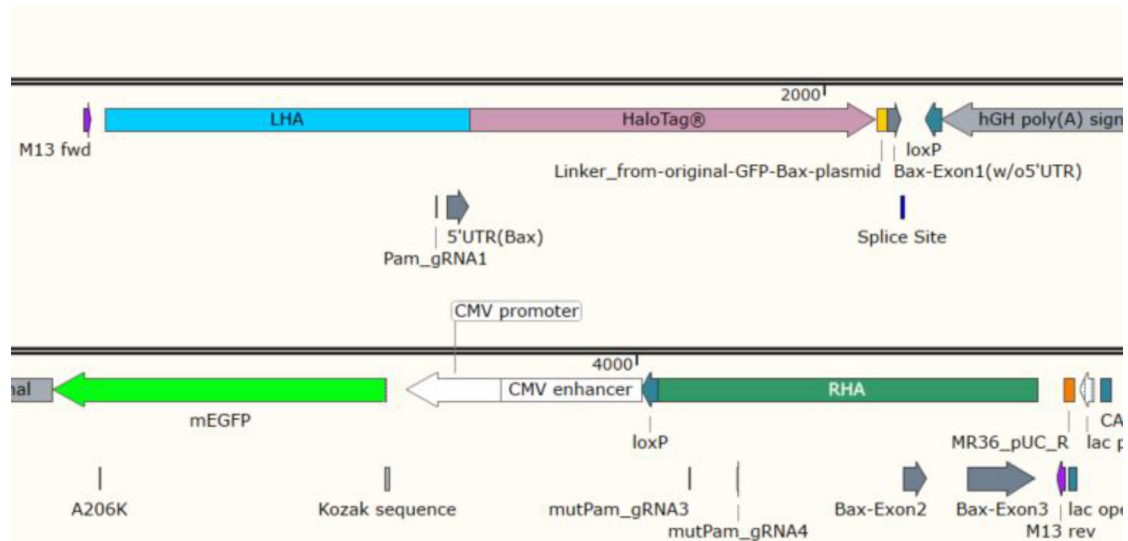 2000
LHA
HaloTag®
hGH poly(A) sign
M13 fwd
loxP
Linker_from-original-GFP-Bax-plasmid
Bax-Exon1(w/o5'UTR)
5'UTR(Bax)
Splice Site
Pam_gRNA1
CMV promoter
4000
nal
CMV enhancer
RHA
mEGFP
loxP
MR36_pUC_R
CA
lac p
A206K
Kozak sequence
mutPam_gRNA3
Bax-Exon2
Bax-Exon3
lac ope
mutPam_gRNA4
M13 rev